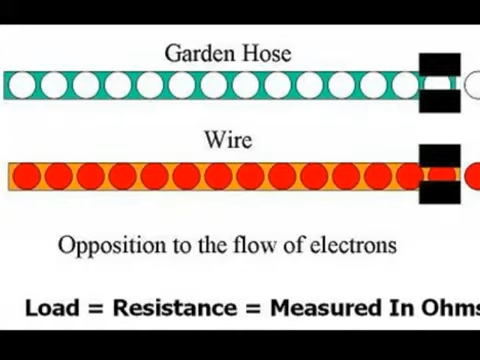 Garden Hose
Wire
Opposition to the flow of electrons
Load = Resistance = Measured In Ohms